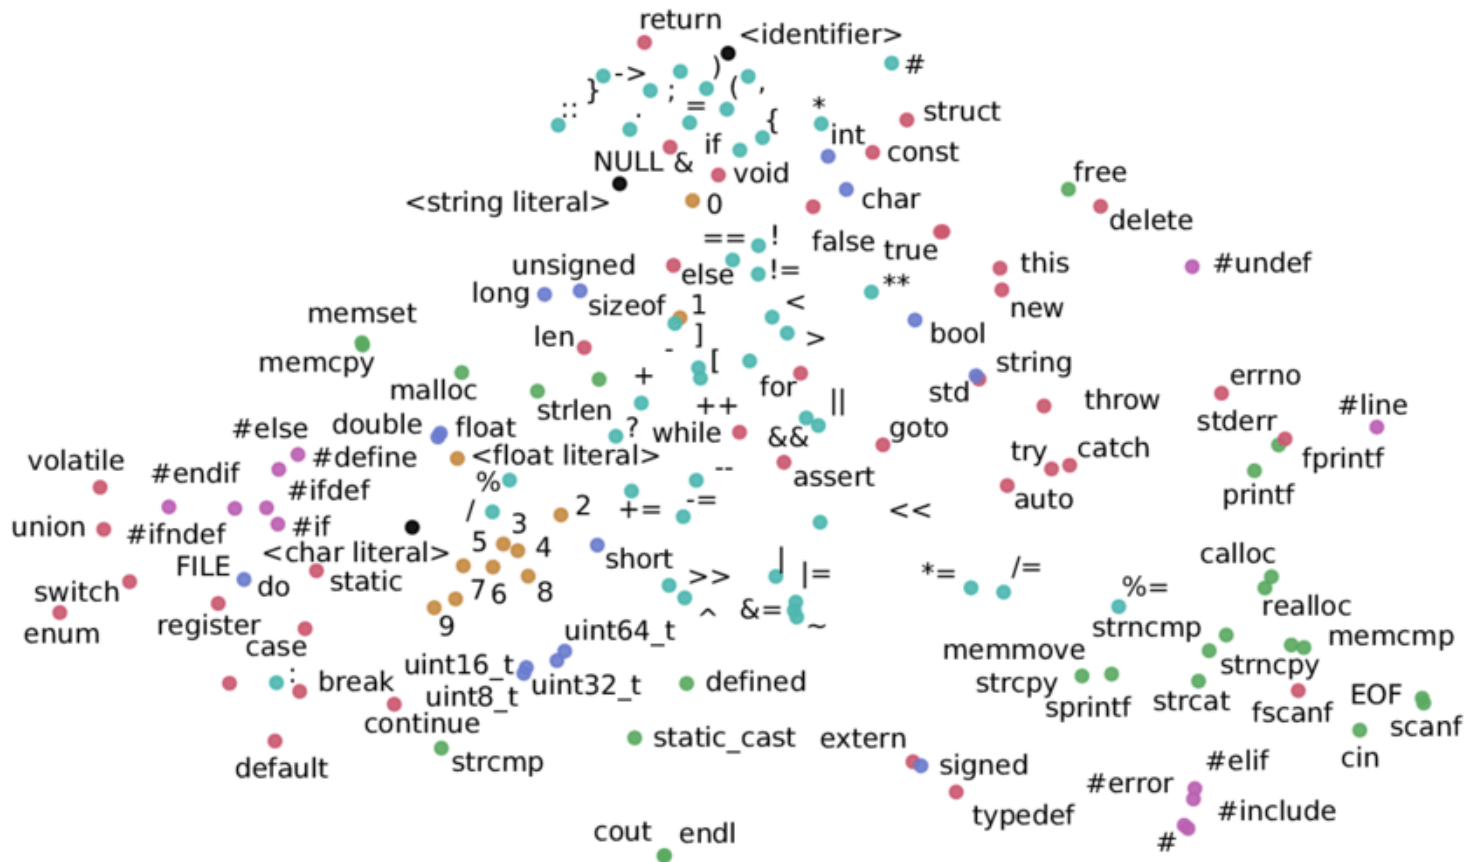 return
<identifier>
#
->
)
}
;
(
,
=
::
.
*
{
struct
int
if
const
NULL
&
void
free
<string literal>
0
char
delete
==
!
false
true
unsigned
else
!=
this
#undef
long
sizeof
1
<
**
new
memset
len
]
>
bool
memcpy
-
[
string
malloc
+
for
std
errno
strlen
++
||
throw
#line
#else
double
float
?
while
&&
goto
stderr
volatile
#endif
#define
<float literal>
--
assert
try
catch
fprintf
%
#ifdef
/
2
+=
-=
<<
auto
printf
union
#ifndef
#if
3
<char literal>
5
4
short
|
calloc
FILE
do
static
>>
|=
*=
/=
switch
7
6
8
&=
^
~
%=
realloc
enum
register
9
uint64_t
strncmp
memcmp
case
uint16_t
memmove
strncpy
:
break
uint8_t
uint32_t
defined
strcpy
sprintf
strcat
fscanf
EOF
continue
static_cast
extern
scanf
default
strcmp
signed
cin
#elif
#error
typedef
#include
cout
endl
#